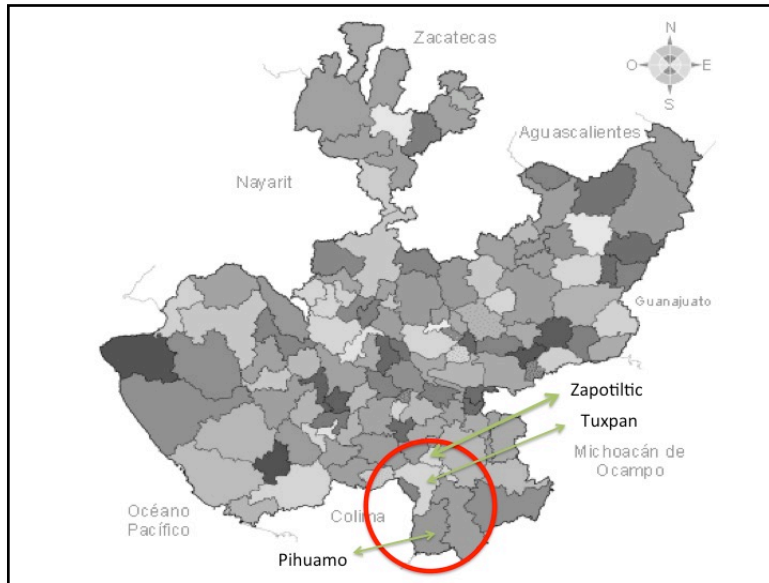 Zacatecas
N
O
E
S
Aguascalientes
Nayarit
Guanajuato
Zapotiltic
Tuxpan
Michoacán de
Ocampo
Océano
Pacífico
Colima
Pihuamo